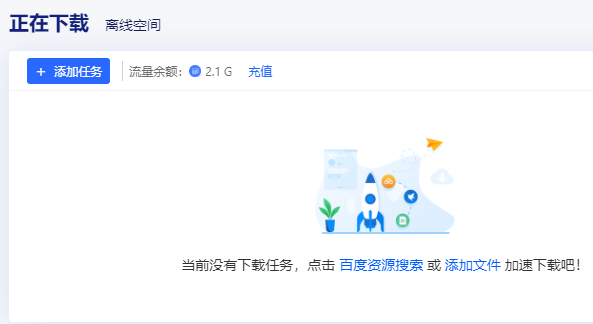 正在下载 离线空间
+ 添加任务 流量余额： 2.1 G 充值
当前没有下载任务，点击 百度资源搜索 或 添加文件 加速下载吧！